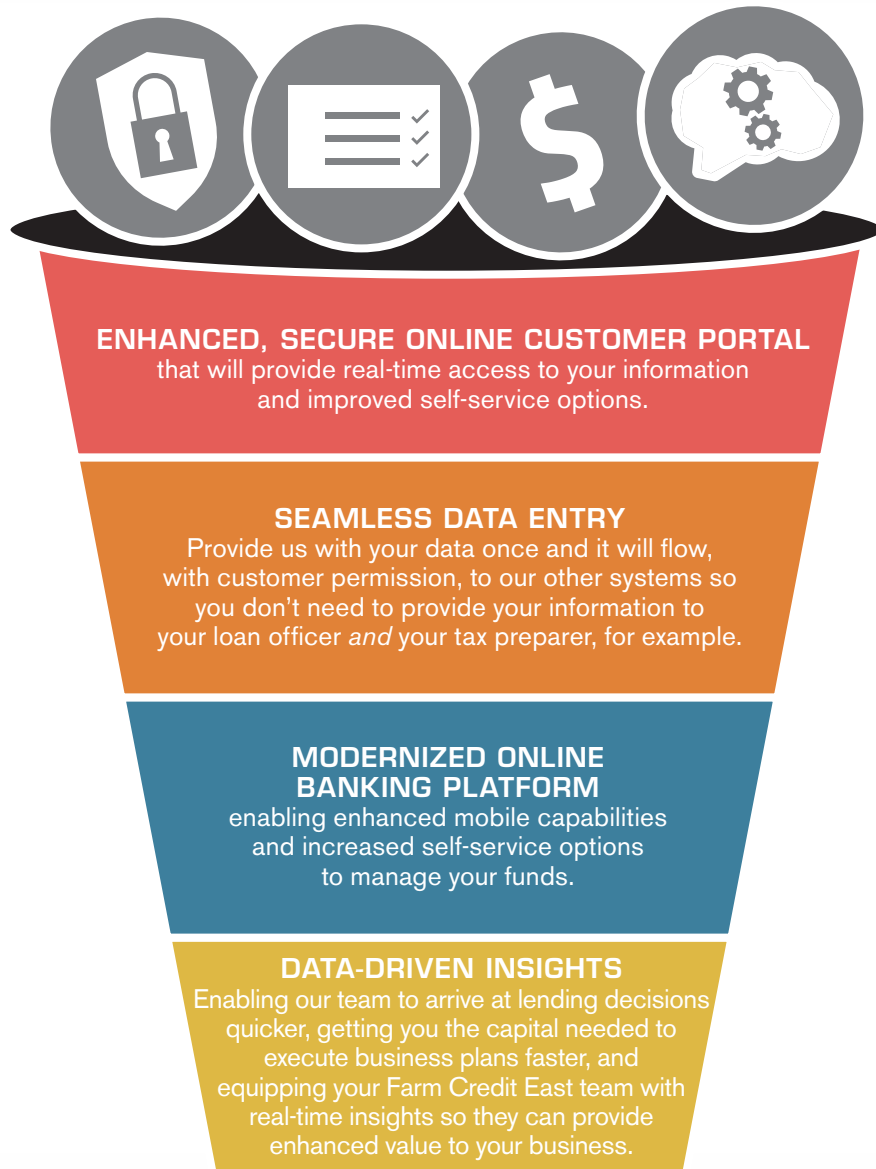 ENHANCED, SECURE ONLINE CUSTOMER PORTAL
that will provide real-time access to your information
and improved self-service options.
SEAMLESS DATA ENTRY
Provide us with your data once and it will flow,
with customer permission, to our other systems so
you don't need to provide your information to
your loan officer and your tax preparer, for example.
MODERNIZED ONLINE
BANKING PLATFORM
enabling enhanced mobile capabilities
and increased self-service options
to manage your funds.
DATA-DRIVEN INSIGHTS
Enabling our team to arrive at lending decisions
quicker, getting you the capital needed to
execute business plans faster, and
equipping your Farm Credit East team with
real-time insights so they can provide
enhanced value to your business.